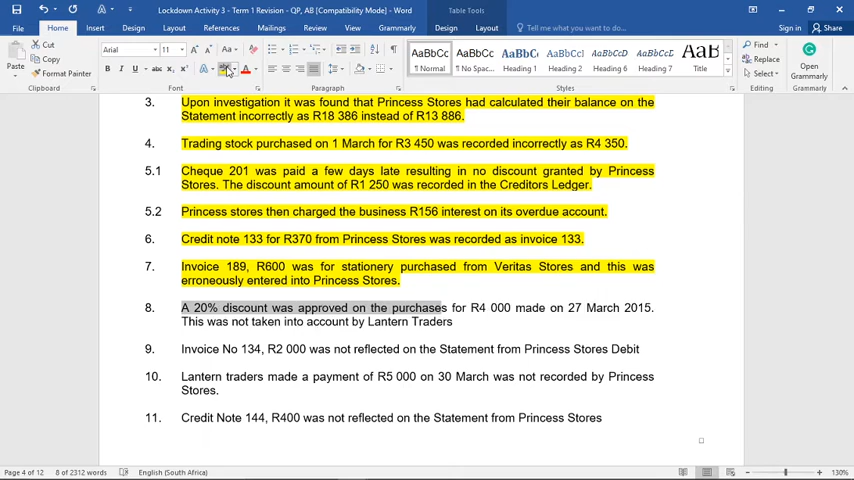 Lockdown Activity 3 - Term 1 Revision - QP, AB [Compatibility Mode] - Word
Table Tools
File Home Insert Draw Design Layout References Mailings Review View Grammarly Design Layout Tell me what you want to do... Sign in Share
Paste
Cut
Copy
Format Painter
Clipboard
Arial 11 Aa
B I U abc X₂ X² A A
Font
Paragraph
AaBbCc AaBbCc AaBbC AaBbCc AaBbCcD AaBbCcD AaB
¶ Normal ¶ No Spac... Heading 1 Heading 2 Heading 6 Heading 7 Title
Styles
Find
Replace
Select
Editing
Open Grammarly
Grammarly
3. Upon investigation it was found that Princess Stores had calculated their balance on the
Statement incorrectly as R18 386 instead of R13 886.
4. Trading stock purchased on 1 March for R3 450 was recorded incorrectly as R4 350.
5.1 Cheque 201 was paid a few days late resulting in no discount granted by Princess
Stores. The discount amount of R1 250 was recorded in the Creditors Ledger.
5.2 Princess stores then charged the business R156 interest on its overdue account.
6. Credit note 133 for R370 from Princess Stores was recorded as invoice 133.
7. Invoice 189, R600 was for stationery purchased from Veritas Stores and this was
erroneously entered into Princess Stores.
8. A 20% discount was approved on the purchases for R4 000 made on 27 March 2015.
This was not taken into account by Lantern Traders
9. Invoice No 134, R2 000 was not reflected on the Statement from Princess Stores Debit
10. Lantern traders made a payment of R5 000 on 30 March was not recorded by Princess
Stores.
11. Credit Note 144, R400 was not reflected on the Statement from Princess Stores
Page 4 of 12 8 of 2312 words English (South Africa) 130%